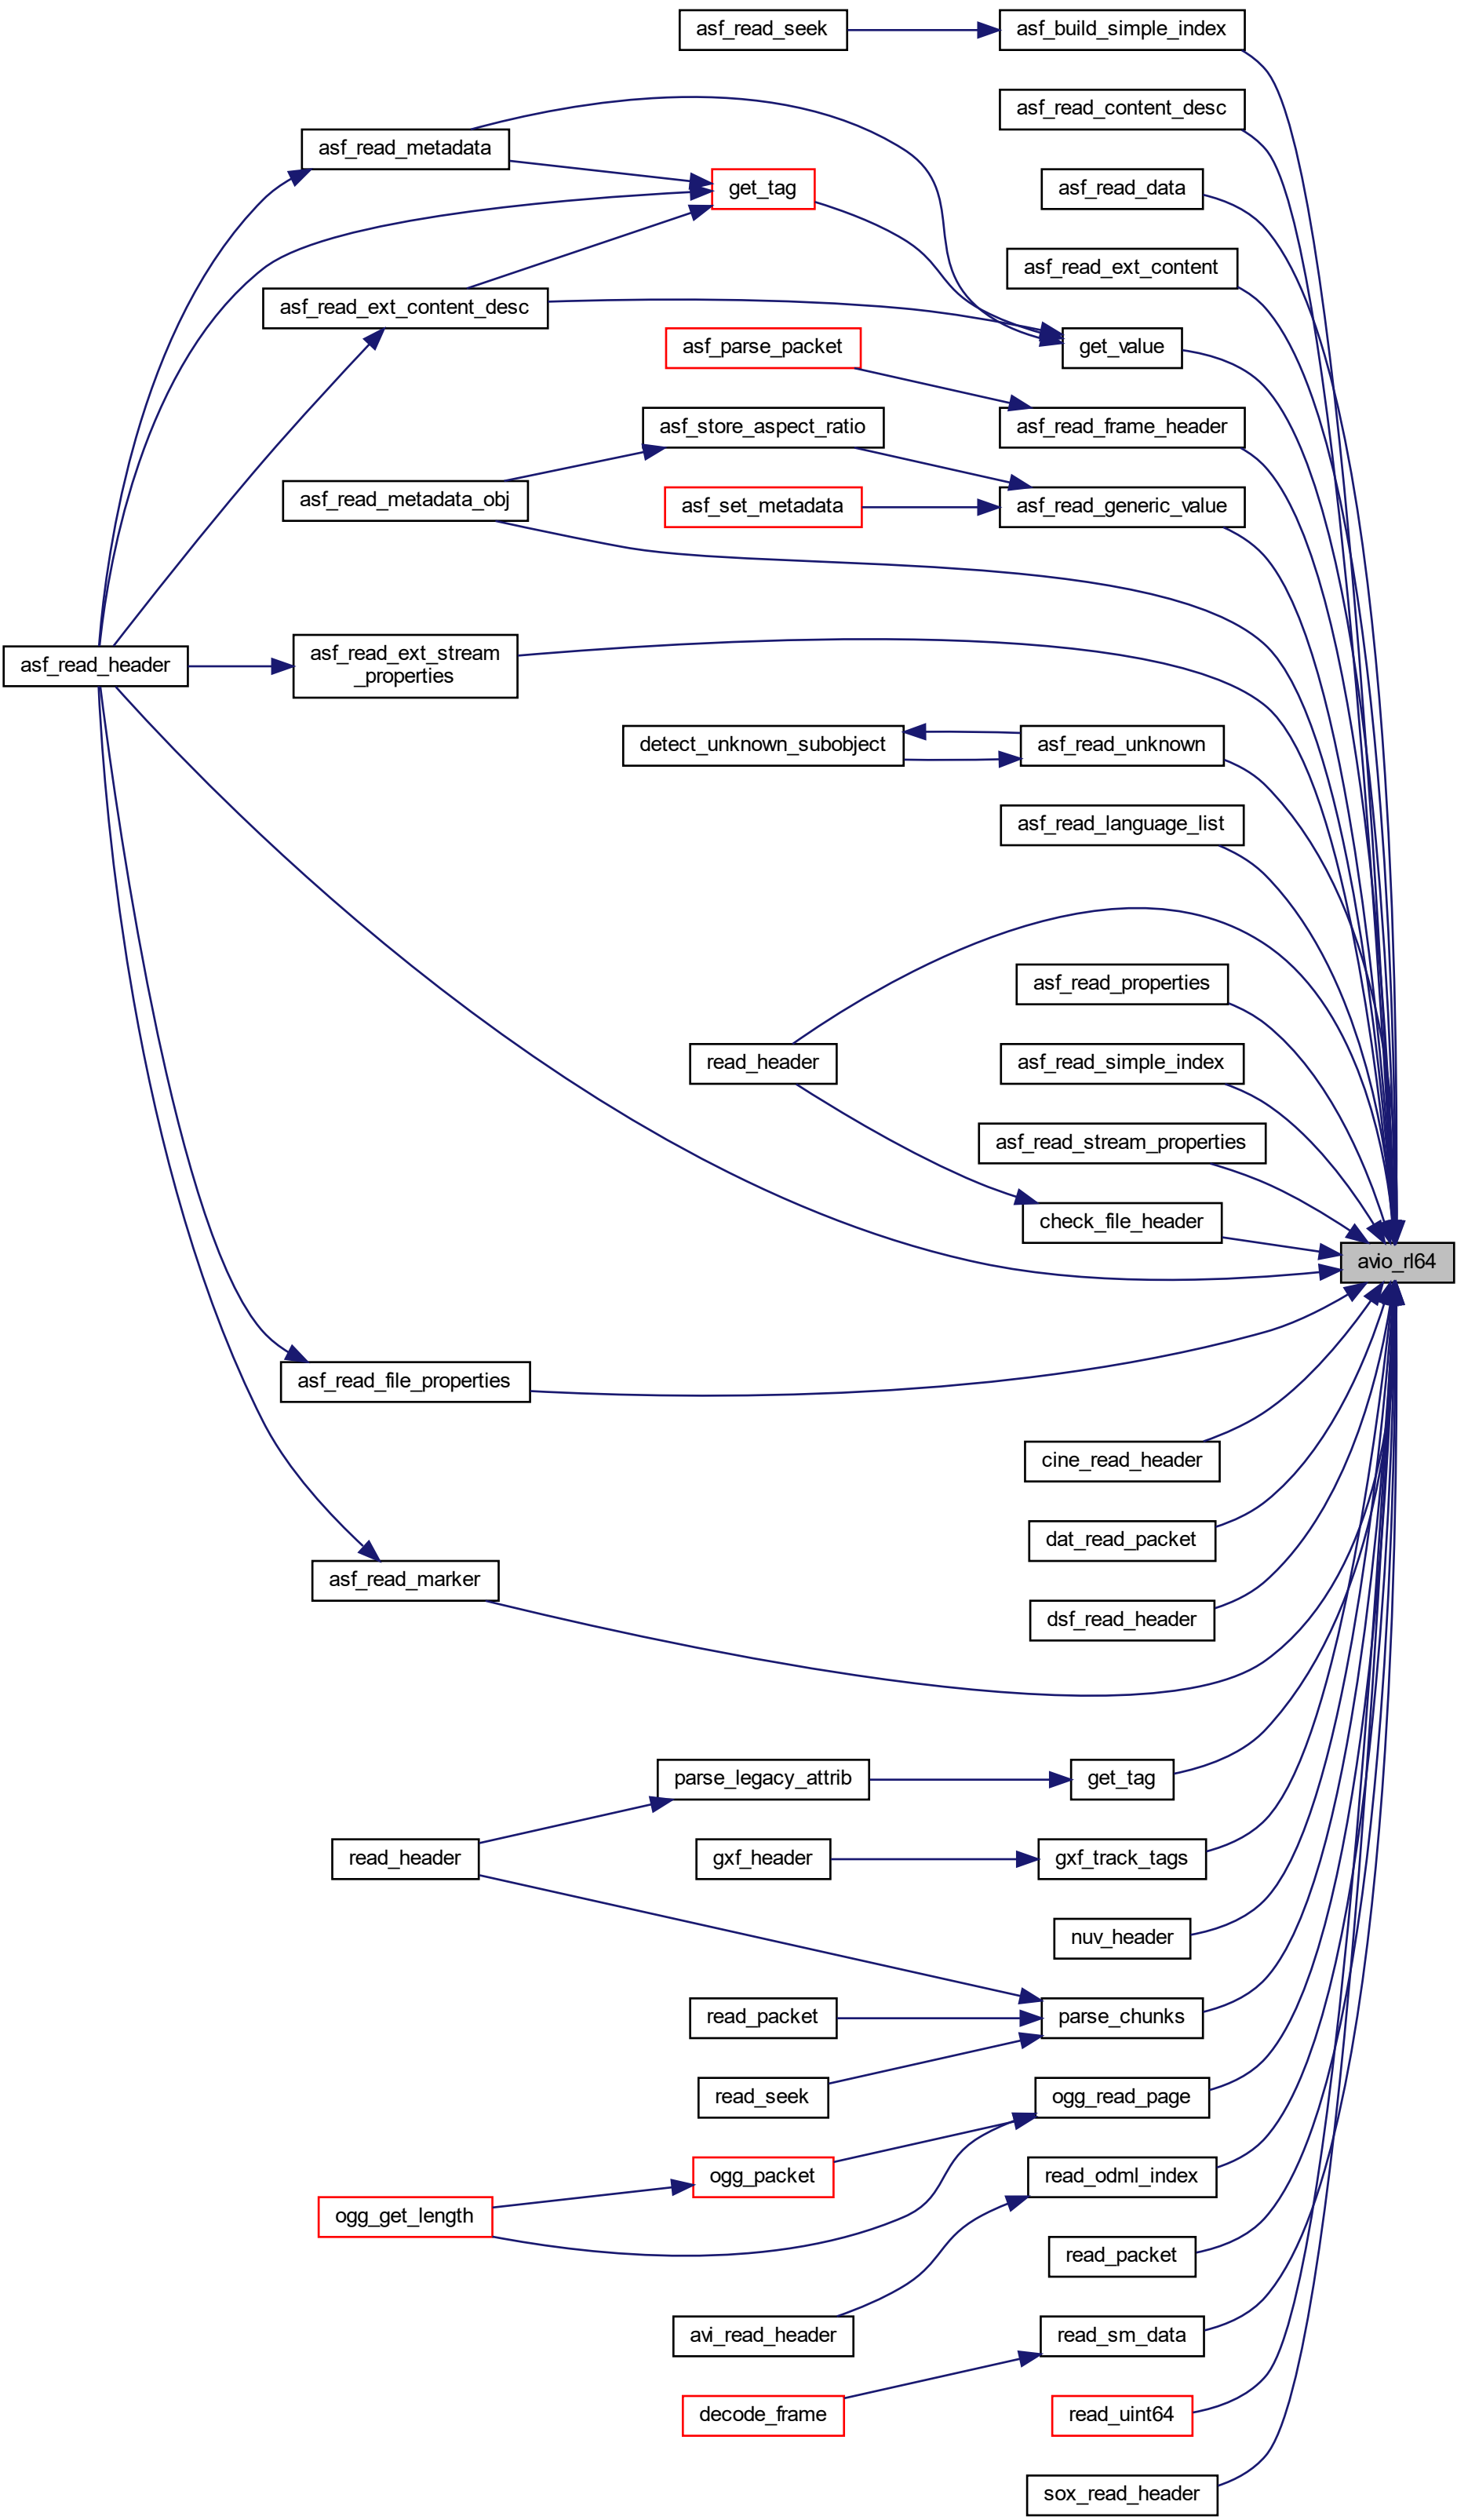 asf_read_seek
asf_build_simple_index
asf_read_content_desc
asf_read_metadata
get_tag
asf_read_data
asf_read_ext_content
asf_read_ext_content_desc
asf_parse_packet
get_value
asf_store_aspect_ratio
asf_read_frame_header
asf_read_metadata_obj
asf_set_metadata
asf_read_generic_value
asf_read_header
asf_read_ext_stream
_properties
detect_unknown_subobject
asf_read_unknown
asf_read_language_list
asf_read_properties
read_header
asf_read_simple_index
asf_read_stream_properties
check_file_header
avio_rl64
asf_read_file_properties
cine_read_header
dat_read_packet
asf_read_marker
dsf_read_header
parse_legacy_attrib
get_tag
read_header
gxf_header
gxf_track_tags
nuv_header
read_packet
parse_chunks
read_seek
ogg_read_page
ogg_packet
read_odml_index
ogg_get_length
read_packet
avi_read_header
read_sm_data
decode_frame
read_uint64
sox_read_header